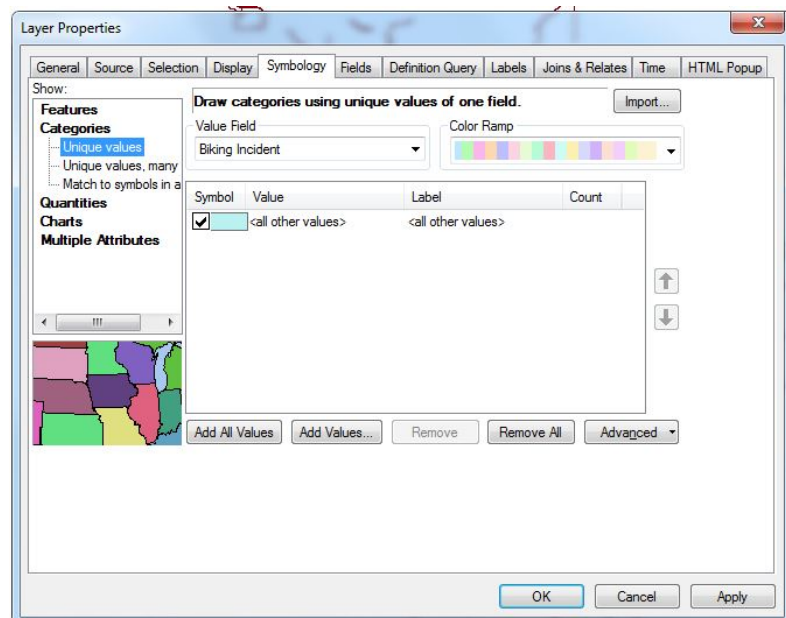 Layer Properties
General Source Selection Display Symbology Fields Definition Query Labels Joins & Relates Time HTML Popup
Show:
Features
Categories
Unique values
Unique values, many
Match to symbols in a
Quantities
Charts
Multiple Attributes
Draw categories using unique values of one field.
Import...
Value Field
Biking Incident
Color Ramp
Symbol Value Label Count
<all other values> <all other values>
Add All Values Add Values... Remove Remove All Advanced
OK Cancel Apply